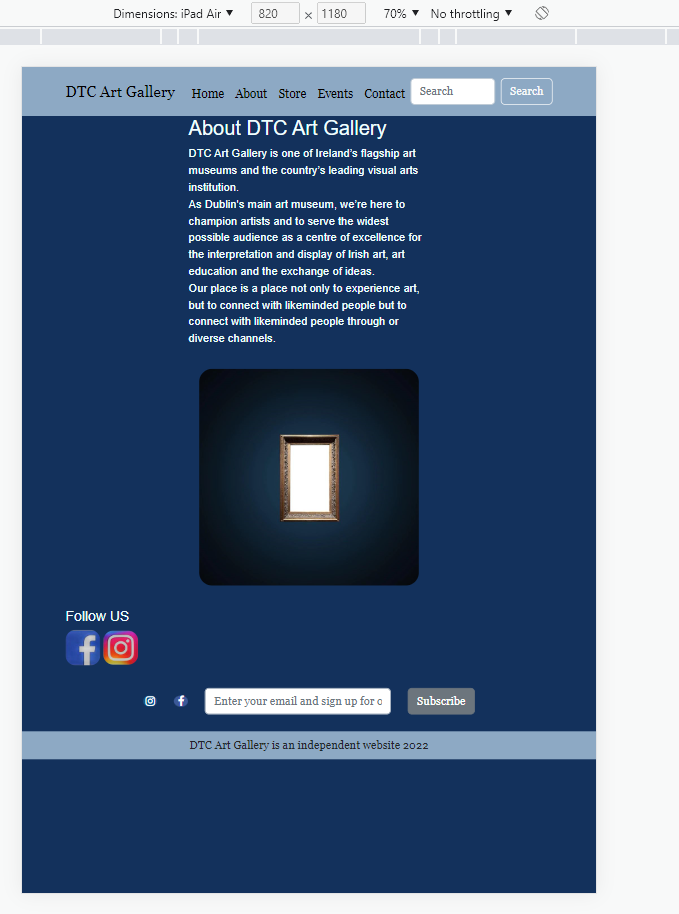 Dimensions: iPad Air ▼ 820 × 1180 70% ▼ No throttling ▼
DTC Art Gallery Home About Store Events Contact Search Search
About DTC Art Gallery
DTC Art Gallery is one of Ireland's flagship art
museums and the country's leading visual arts
institution.
As Dublin's main art museum, we're here to
champion artists and to serve the widest
possible audience as a centre of excellence for
the interpretation and display of Irish art, art
education and the exchange of ideas.
Our place is a place not only to experience art,
but to connect with likeminded people but to
connect with likeminded people through or
diverse channels.
Follow US
Enter your email and sign up for o Subscribe
DTC Art Gallery is an independent website 2022